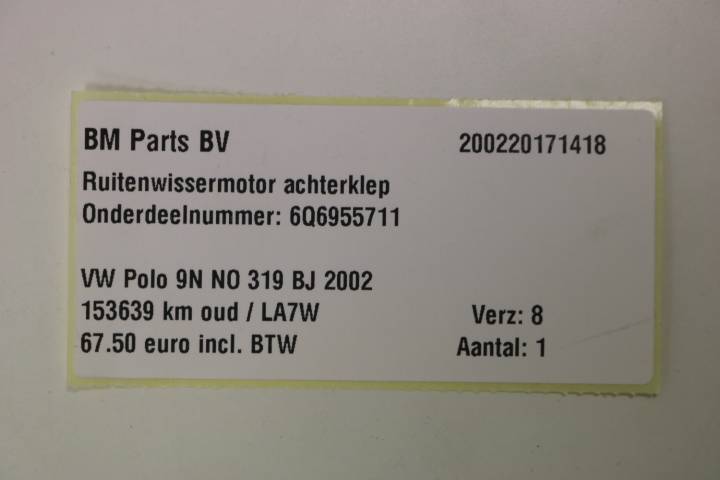 BM Parts BV 200220171418
Ruitenwissermotor achterklep
Onderdeelnummer: 6Q6955711
VW Polo 9N NO 319 BJ 2002
153639 km oud / LA7W Verz: 8
67.50 euro incl. BTW Aantal: 1